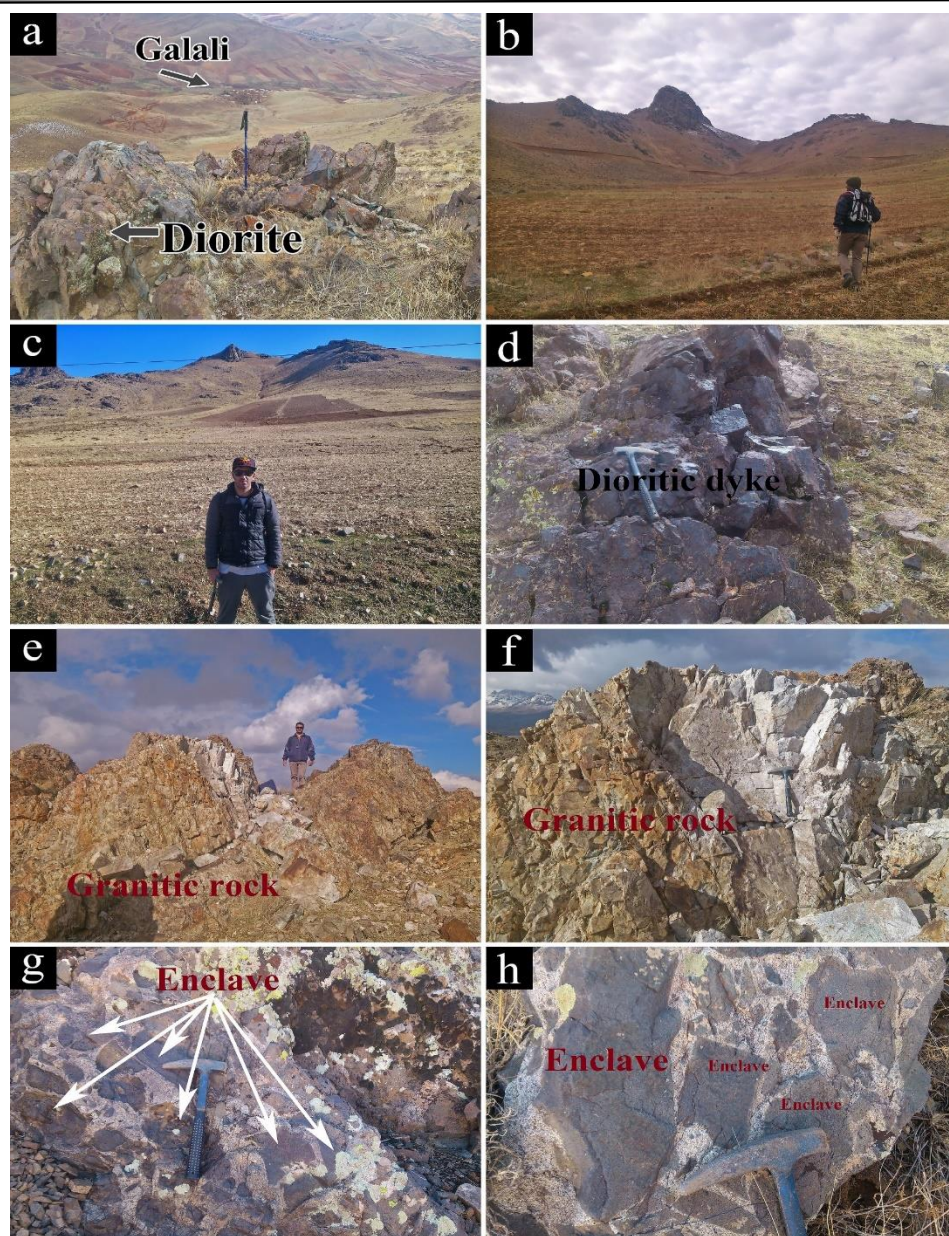 a
Galali
Diorite
b
c
d
Dioritic dyke
e
Granitic rock
f
Granitic rock
g
Enclave
h
Enclave
Enclave
Enclave
Enclave